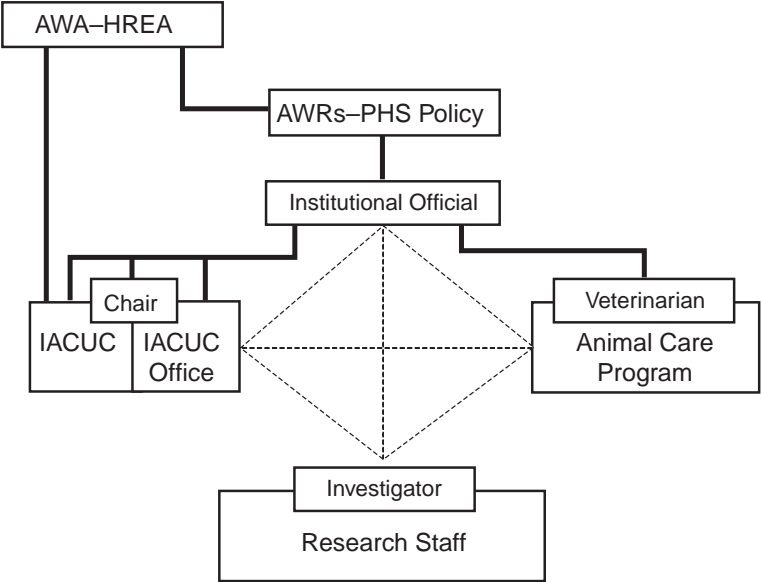 AWA–HREA
AWRs–PHS Policy
Institutional Official
Chair
IACUC
IACUC
Office
Veterinarian
Animal Care
Program
Investigator
Research Staff